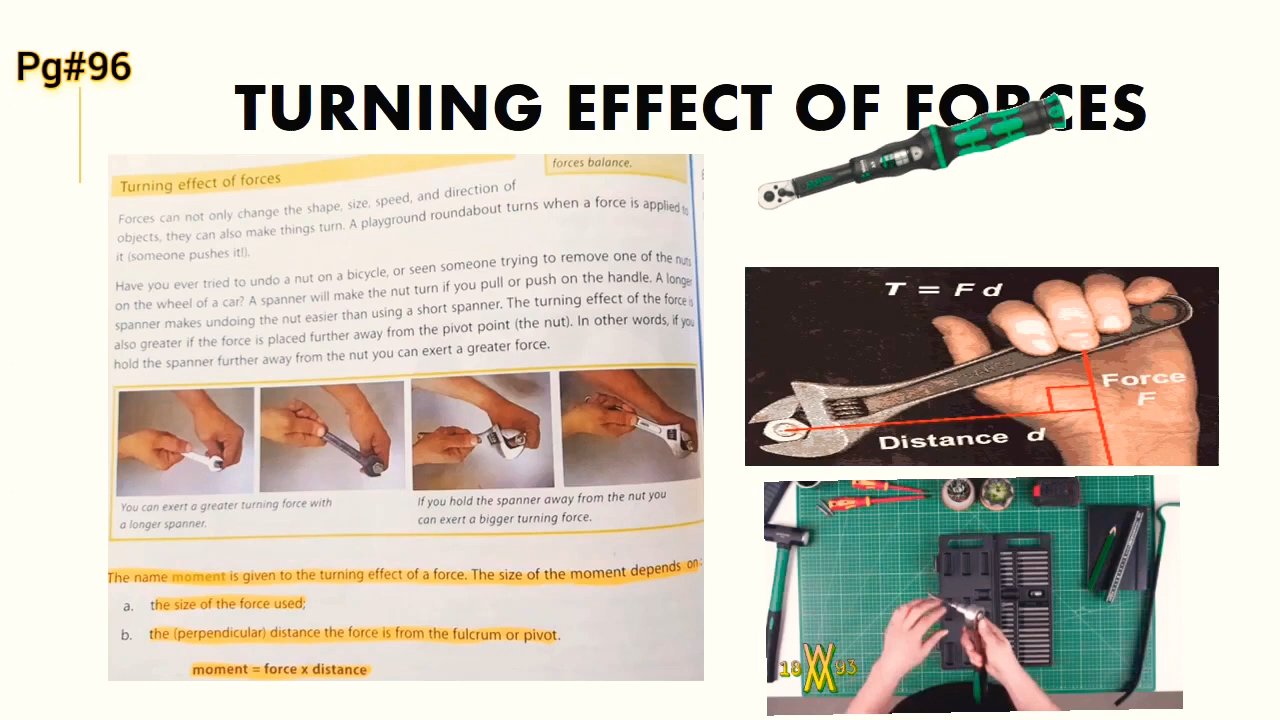 Pg#96
TURNING EFFECT OF FORCES
forces balance.
Turning effect of forces
Forces can not only change the shape, size, speed, and direction of
objects, they can also make things turn. A playground roundabout turns when a force is applied to
it (someone pushes it!).
Have you ever tried to undo a nut on a bicycle, or seen someone trying to remove one of the nuts
on the wheel of a car? A spanner will make the nut turn if you pull or push on the handle. A longer
spanner makes undoing the nut easier than using a short spanner. The turning effect of the force is
also greater if the force is placed further away from the pivot point (the nut). In other words, if you
hold the spanner further away from the nut you can exert a greater force.
You can exert a greater turning force with
a longer spanner.
If you hold the spanner away from the nut you
can exert a bigger turning force.
The name moment is given to the turning effect of a force. The size of the moment depends on:
a. the size of the force used;
b. the (perpendicular) distance the force is from the fulcrum or pivot.
moment = force x distance
T = F d
Force
F
Distance d
18 93